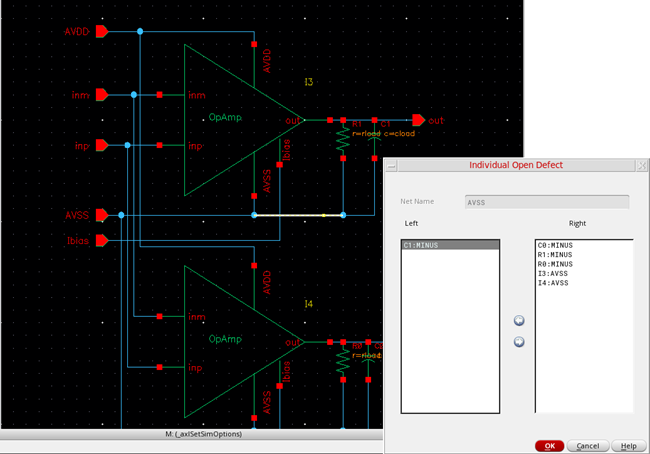 AVDD
AVDD
I3
inm
inm
OpAmp
out
R1
C1
out
r=rload c=cload
inp
inp
Ibias
AVSS
AVSS
Ibias
AVDD
I4
inm
OpAmp
out
r=rload
inp
Ibias
AVSS
M: (_axlSetSimOptions)
Individual Open Defect
Net Name
AVSS
Left
Right
C1:MINUS
C0:MINUS
R1:MINUS
R0:MINUS
I3:AVSS
I4:AVSS
OK
Cancel
Help